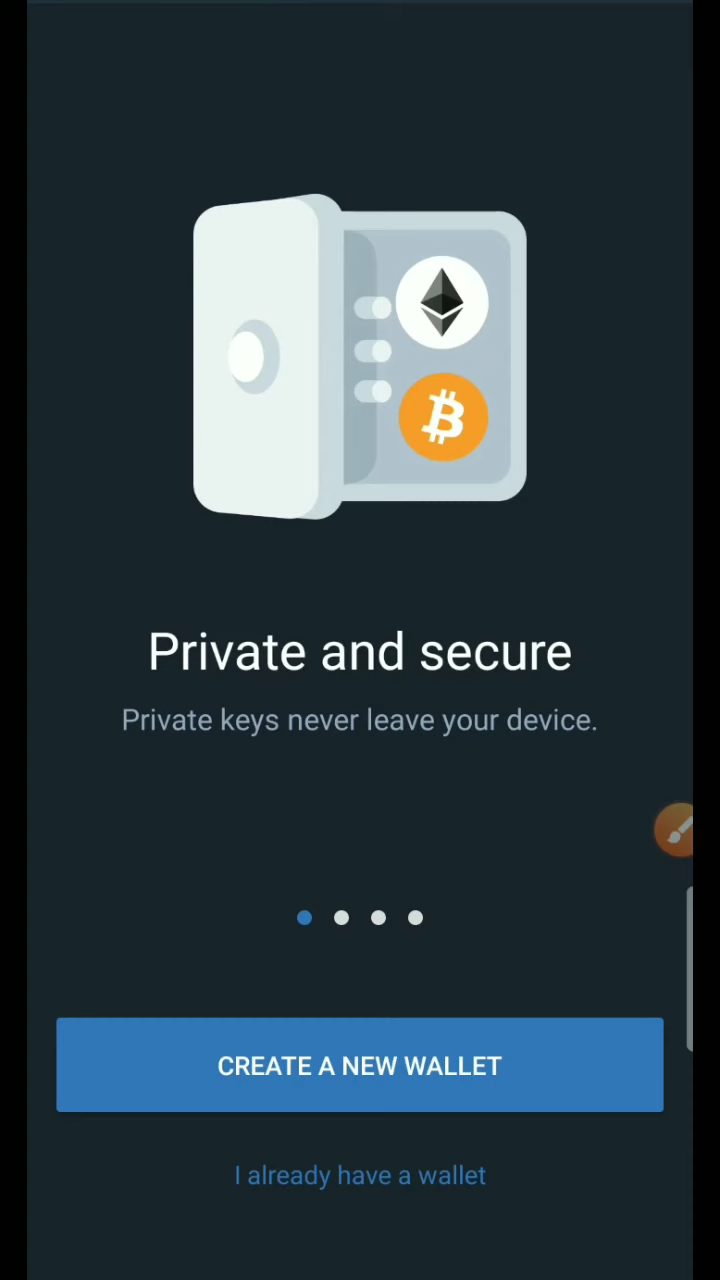 Private and secure
Private keys never leave your device.
CREATE A NEW WALLET
I already have a wallet